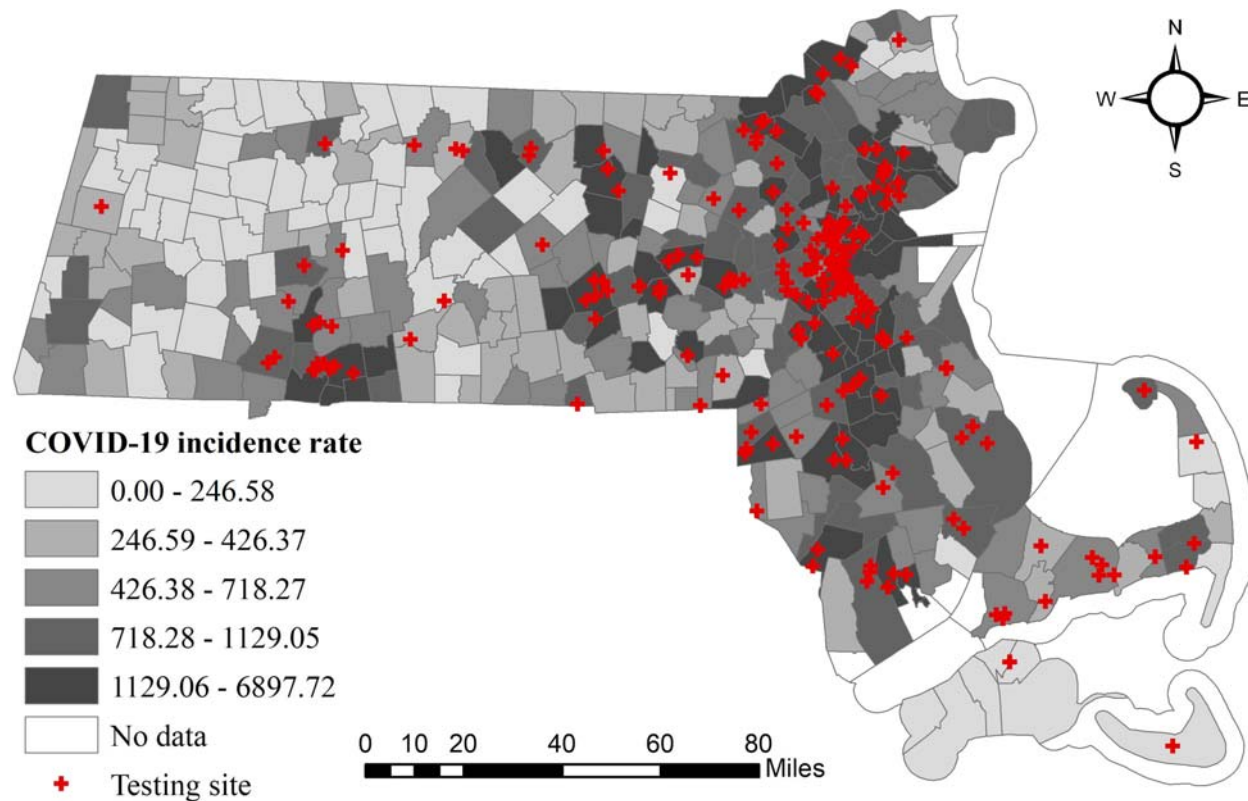 N
W E
S
COVID-19 incidence rate
0.00 - 246.58
246.59 - 426.37
426.38 - 718.27
718.28 - 1129.05
1129.06 - 6897.72
No data
Testing site
0 10 20 40 60 80
Miles